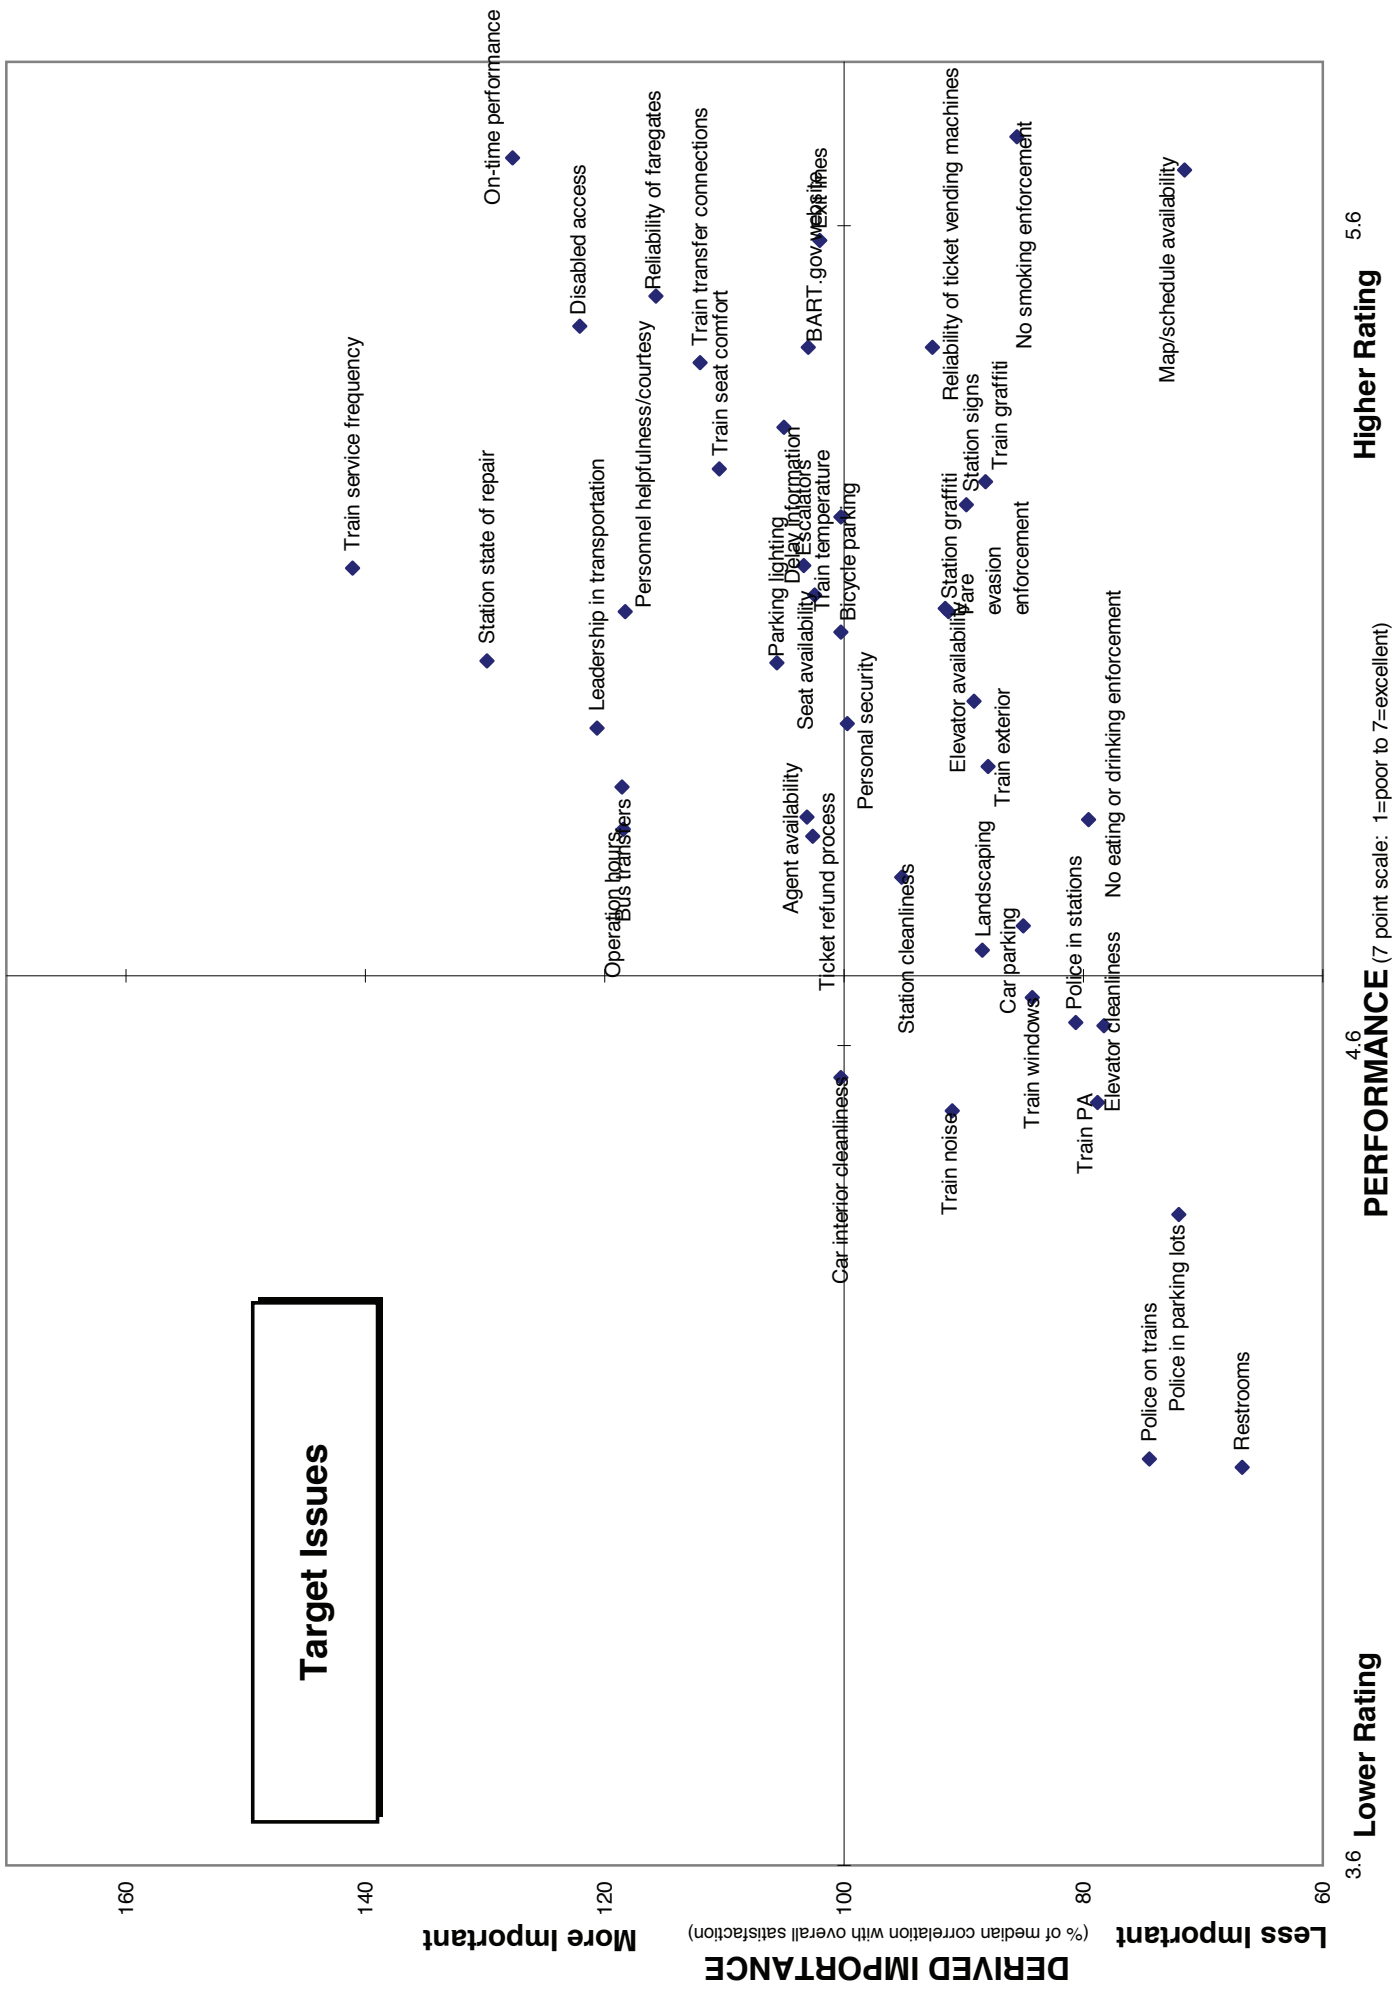 Target Issues
160
140
120
100
80
60
More Important
(% of median correlation with overall satisfaction)
DERIVED IMPORTANCE
Less Important
Train service frequency
Station state of repair
On-time performance
Disabled access
Leadership in transportation
Operation hours
Bus transfers
Personnel helpfulness/courtesy
Reliability of faregates
Train transfer connections
Train seat comfort
Parking lighting
Delay information
Escalators
Agent availability
Seat availability
BART.gov website
Exit lines
Train temperature
Ticket refund process
Bicycle parking
Car interior cleanliness
Personal security
Station cleanliness
Reliability of ticket vending machines
Station graffiti
Fare
evasion
enforcement
Train noise
Elevator availability
Station signs
Train graffiti
Train exterior
Landscaping
No smoking enforcement
Car parking
Train windows
Police in stations
No eating or drinking enforcement
Train PA
Elevator cleanliness
Police on trains
Police in parking lots
Map/schedule availability
Restrooms
3.6
4.6
5.6
Lower Rating
PERFORMANCE (7 point scale: 1=poor to 7=excellent)
Higher Rating